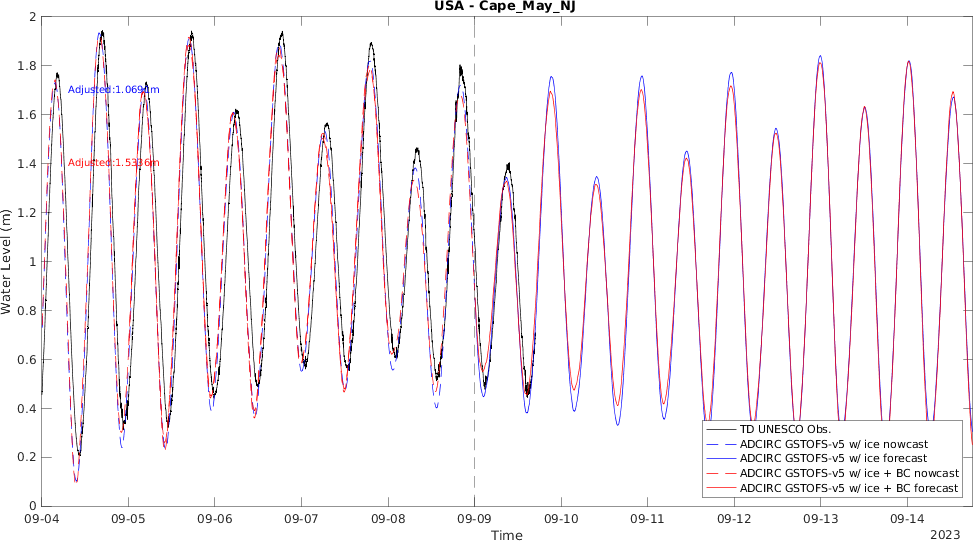 USA - Cape_May_NJ
2
1.8
1.6
1.4
1.2
1
0.8
0.6
0.4
0.2
0
Water Level (m)
Adjusted:1.0691m
Adjusted:1.5336m
TD UNESCO Obs.
ADCIRC GSTOFS-v5 w/ ice nowcast
ADCIRC GSTOFS-v5 w/ ice forecast
ADCIRC GSTOFS-v5 w/ ice + BC nowcast
ADCIRC GSTOFS-v5 w/ ice + BC forecast
09-04 09-05 09-06 09-07 09-08 09-09 09-10 09-11 09-12 09-13 09-14
Time
2023